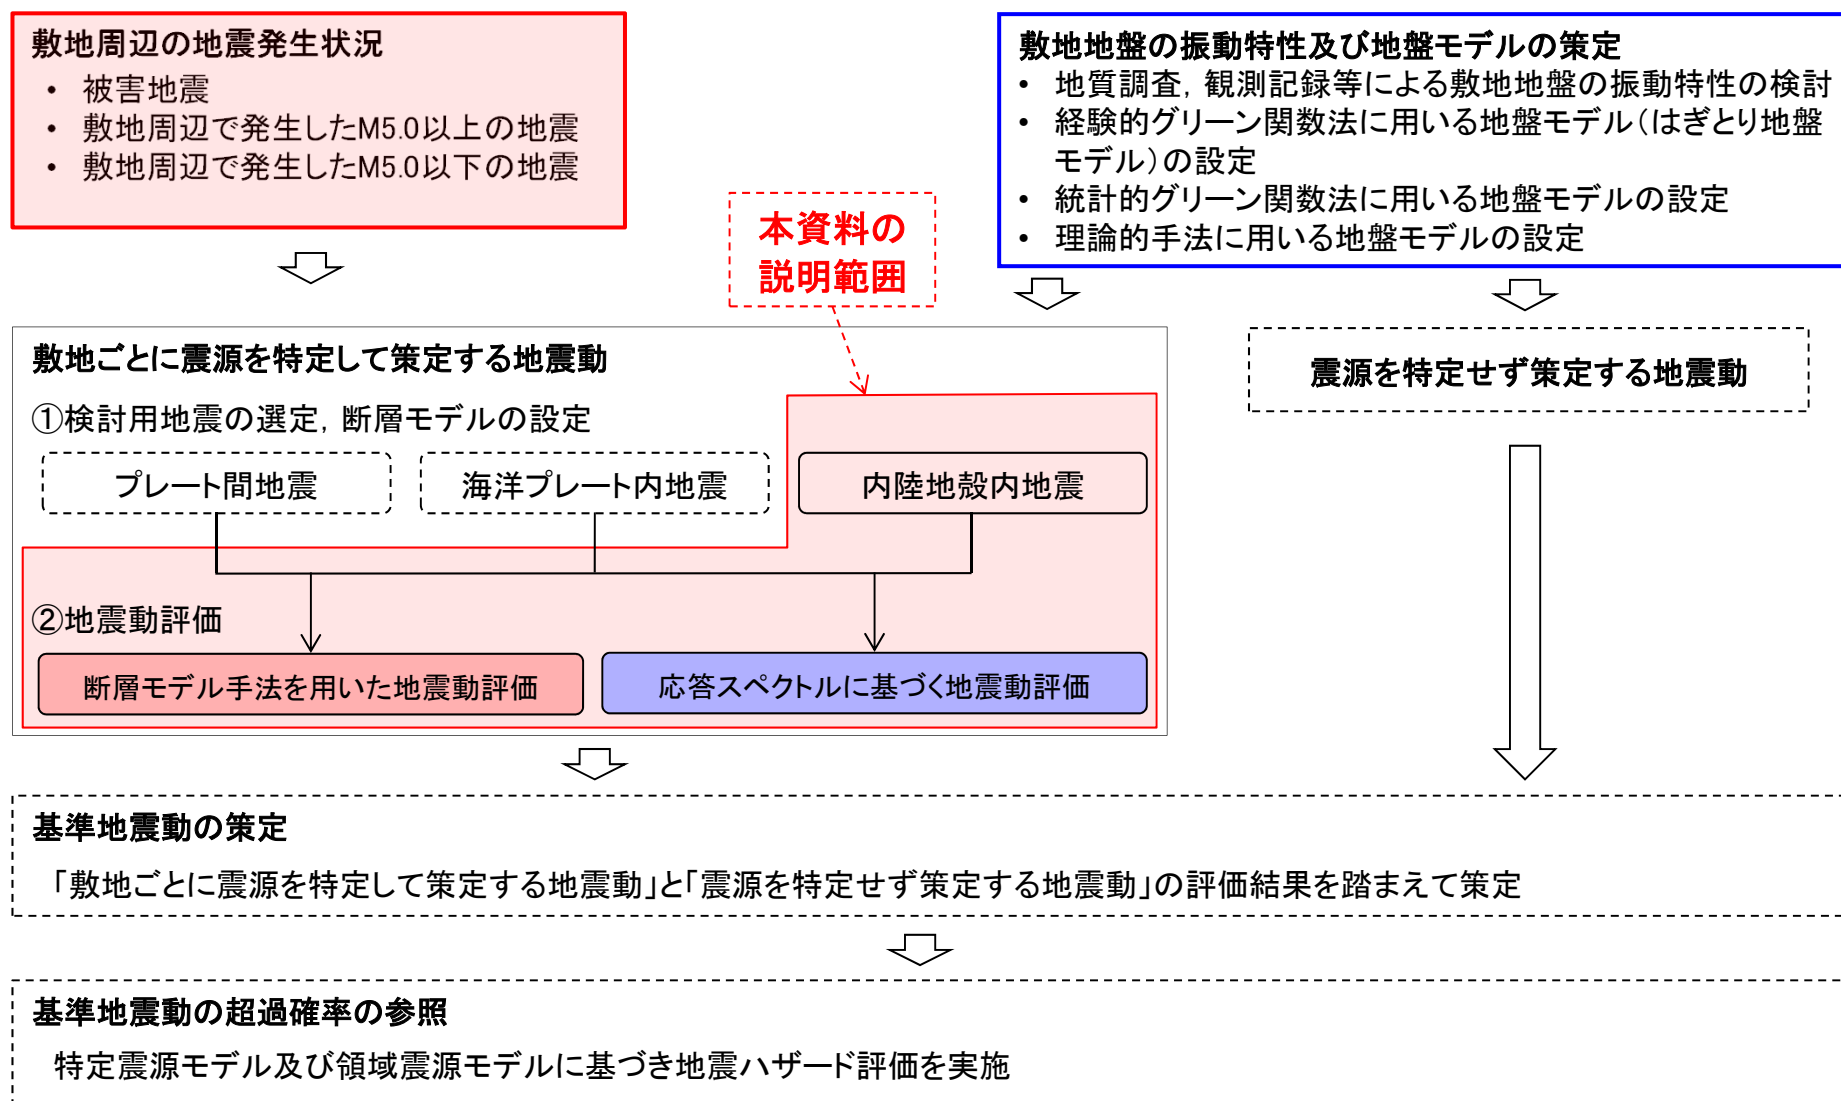 敷地周辺の地震発生状況
• 被害地震
• 敷地周辺で発生したM5.0以上の地震
• 敷地周辺で発生したM5.0以下の地震
敷地地盤の振動特性及び地盤モデルの策定
• 地質調査，観測記録等による敷地地盤の振動特性の検討
• 経験的グリーン関数法に用いる地盤モデル（はぎとり地盤
モデル）の設定
• 統計的グリーン関数法に用いる地盤モデルの設定
• 理論的手法に用いる地盤モデルの設定
本資料の
説明範囲
敷地ごとに震源を特定して策定する地震動
①検討用地震の選定，断層モデルの設定
プレート間地震
海洋プレート内地震
内陸地殻内地震
②地震動評価
断層モデル手法を用いた地震動評価
応答スペクトルに基づく地震動評価
震源を特定せず策定する地震動
基準地震動の策定
「敷地ごとに震源を特定して策定する地震動」と「震源を特定せず策定する地震動」の評価結果を踏まえて策定
基準地震動の超過確率の参照
特定震源モデル及び領域震源モデルに基づき地震ハザード評価を実施